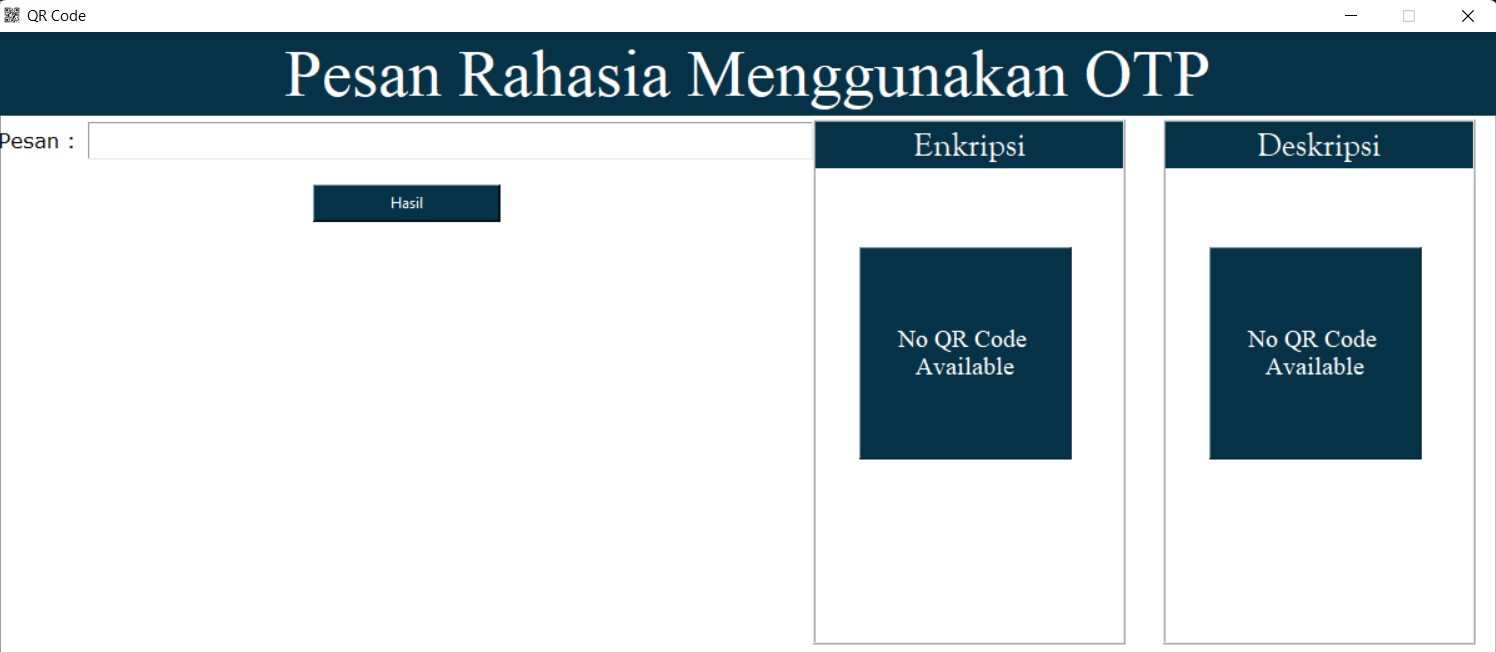 QR Code
Pesan Rahasia Menggunakan OTP
Pesan :
Hasil
Enkripsi
No QR Code
Available
Deskripsi
No QR Code
Available